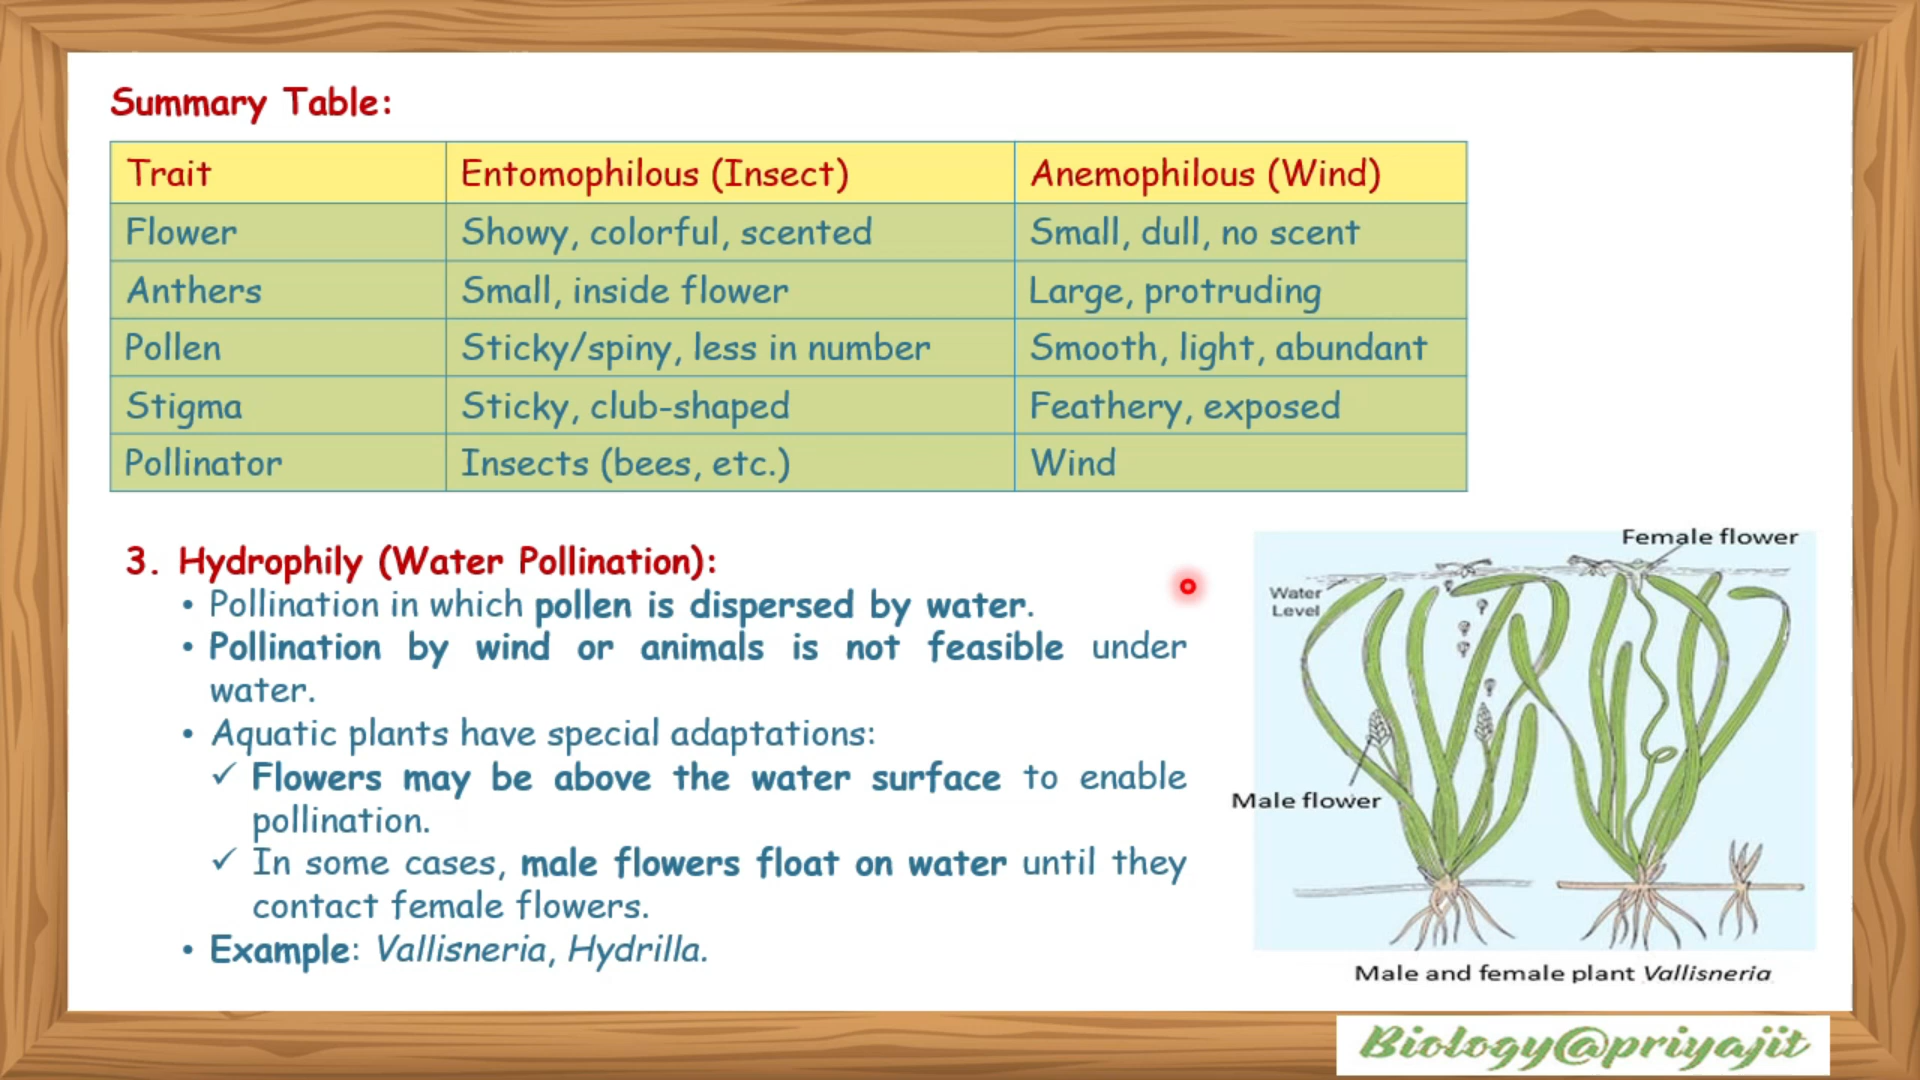 Summary Table:
Trait Entomophilous (Insect) Anemophilous (Wind)
Flower Showy, colorful, scented Small, dull, no scent
Anthers Small, inside flower Large, protruding
Pollen Sticky/spiny, less in number Smooth, light, abundant
Stigma Sticky, club-shaped Feathery, exposed
Pollinator Insects (bees, etc.) Wind
3. Hydrophily (Water Pollination):
• Pollination in which pollen is dispersed by water.
• Pollination by wind or animals is not feasible under
water.
• Aquatic plants have special adaptations:
✓ Flowers may be above the water surface to enable
pollination.
✓ In some cases, male flowers float on water until they
contact female flowers.
• Example: Vallisneria, Hydrilla.
Female flower
Water
Level
Male flower
Male and female plant Vallisneria
Biology@priyajit